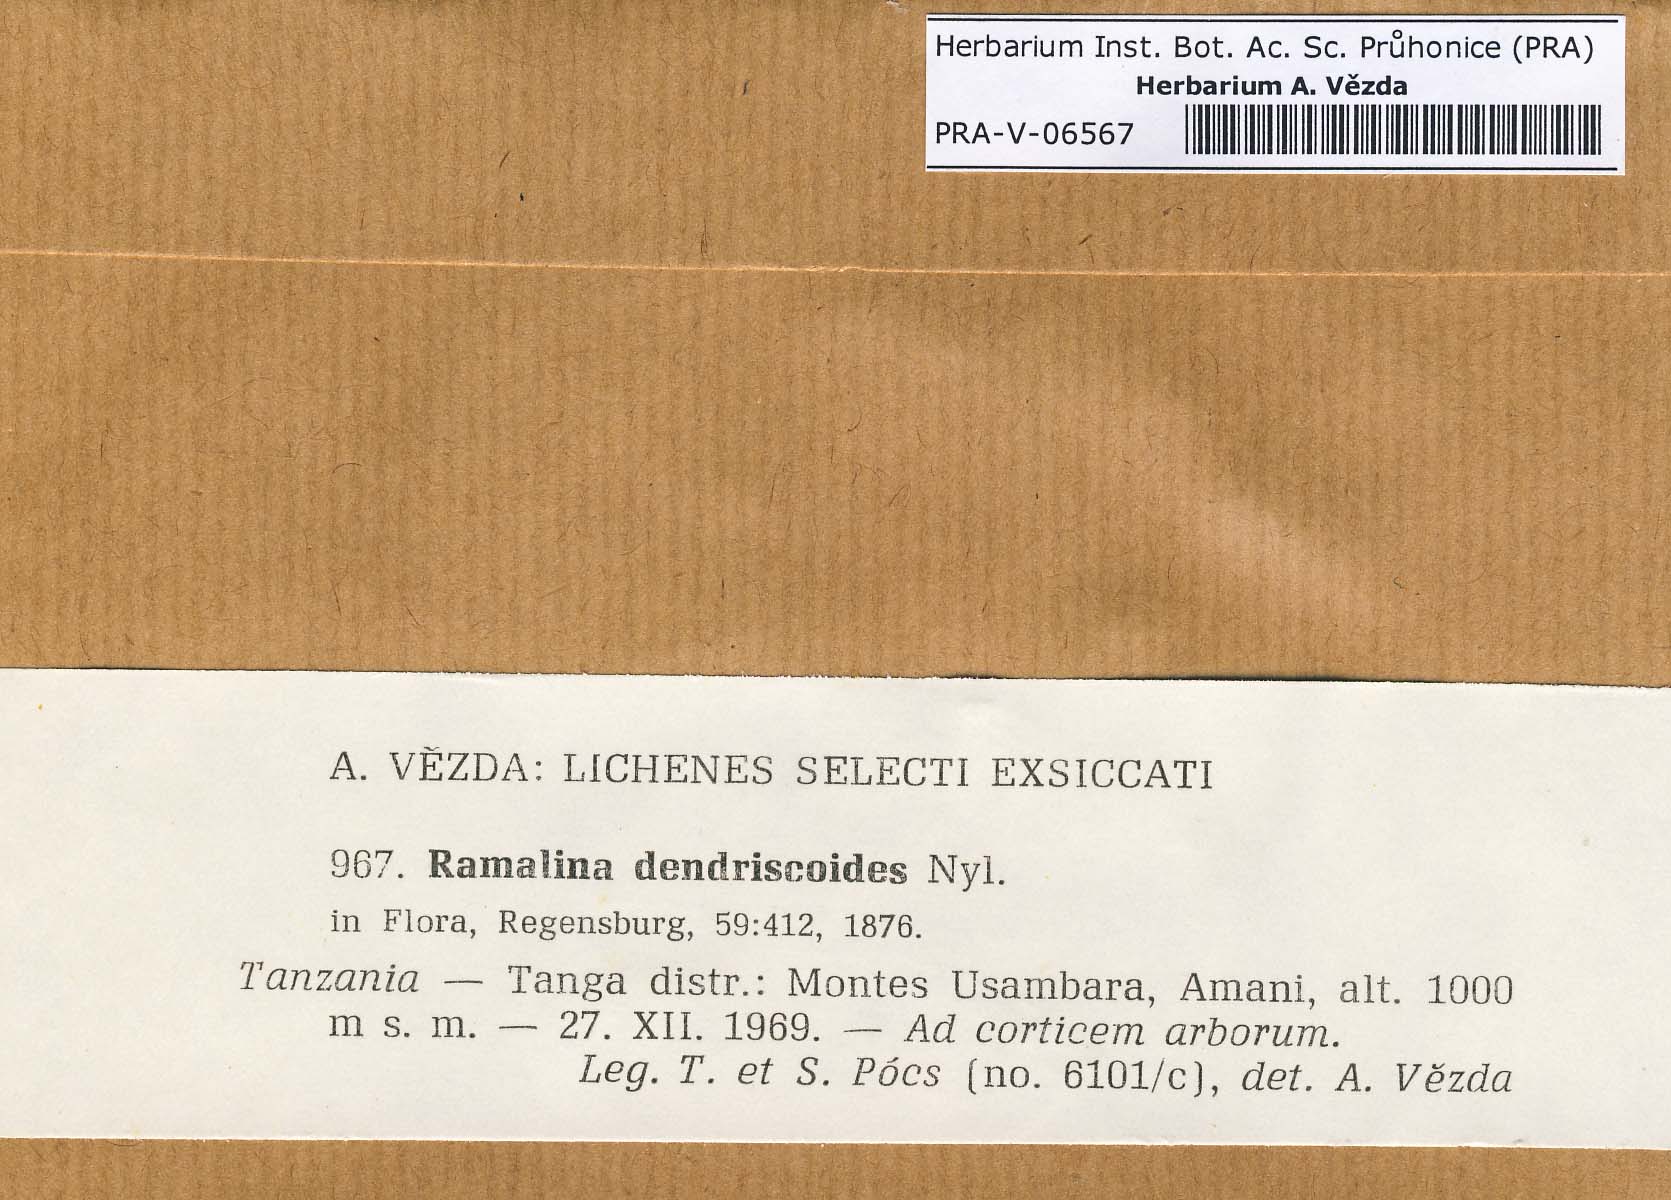 Herbarium Inst. Bot. Ac. Sc. Průhonice (PRA)
Herbarium A. Vězda
PRA-V-06567
A. VĚZDA: LICHENES SELECTI EXSICCATI
967. Ramalina dendriscoides Nyl.
in Flora, Regensburg, 59:412, 1876.
Tanzania — Tanga distr.: Montes Usambara, Amani, alt. 1000
m s. m. — 27. XII. 1969. — Ad corticem arborum.
Leg. T. et S. Pócs (no. 6101/c), det. A. Vězda